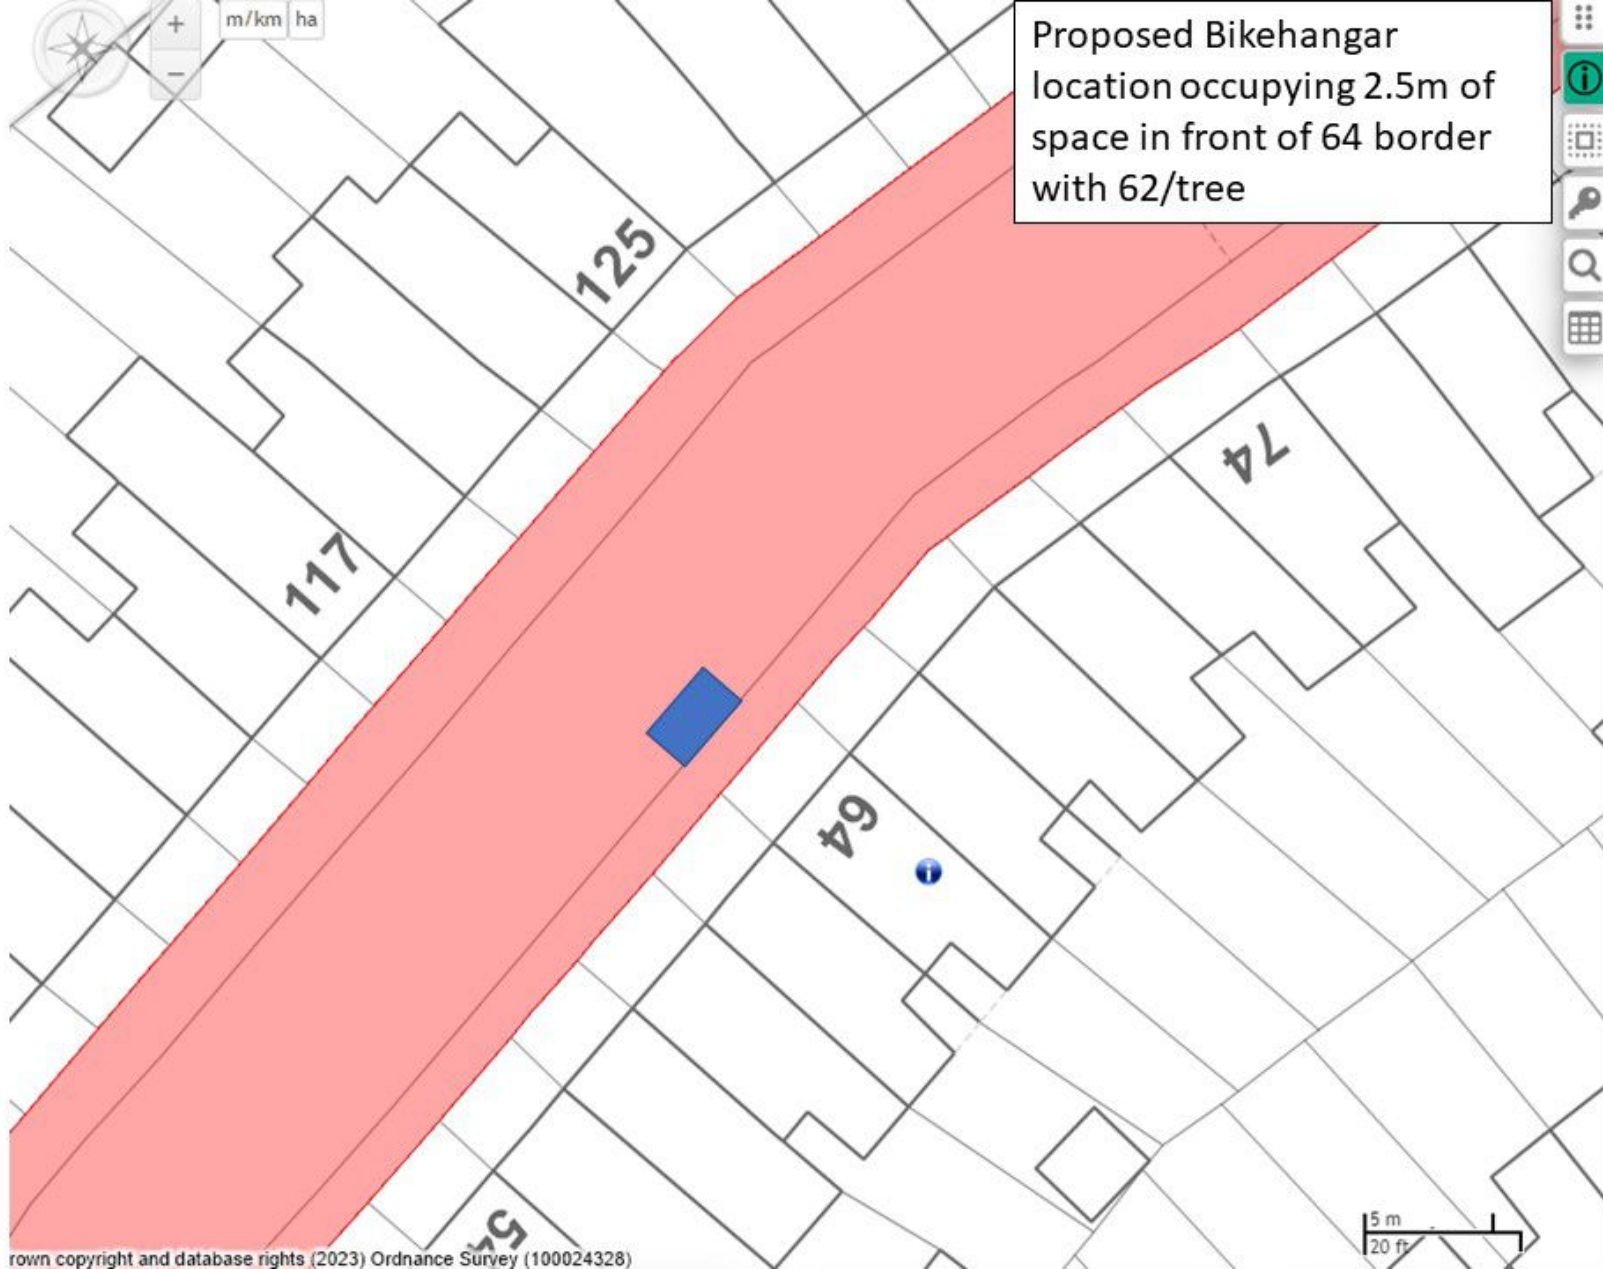 m/km ha
Proposed Bikehangar
location occupying 2.5m of
space in front of 64 border
with 62/tree
125
74
117
64
54
5 m
20 ft
rown copyright and database rights (2023) Ordnance Survey (100024328)